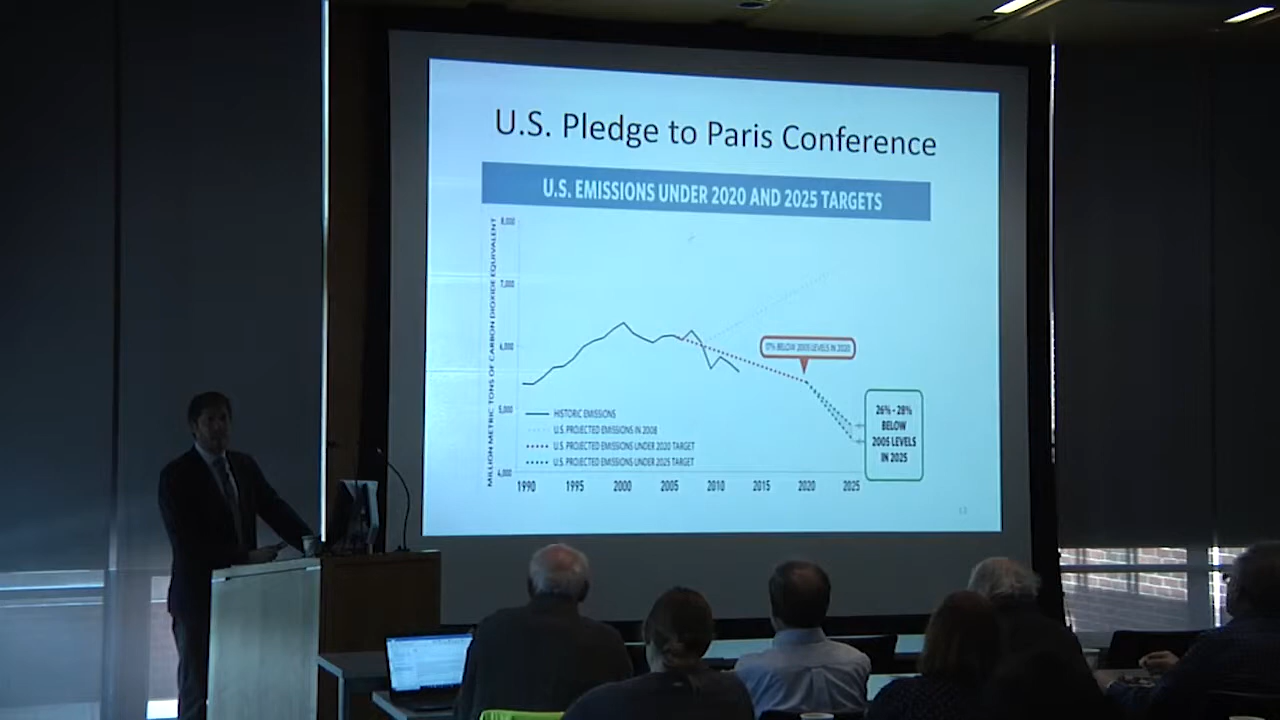 U.S. Pledge to Paris Conference
U.S. EMISSIONS UNDER 2020 AND 2025 TARGETS
MILLION METRIC TONS OF CARBON DIOXIDE EQUIVALENT
8,000
7,000
6,000
5,000
4,000
17% BELOW 2005 LEVELS IN 2020
26% - 28%
BELOW
2005 LEVELS
IN 2025
HISTORIC EMISSIONS
U.S. PROJECTED EMISSIONS IN 2008
U.S. PROJECTED EMISSIONS UNDER 2020 TARGET
U.S. PROJECTED EMISSIONS UNDER 2025 TARGET
1990 1995 2000 2005 2010 2015 2020 2025